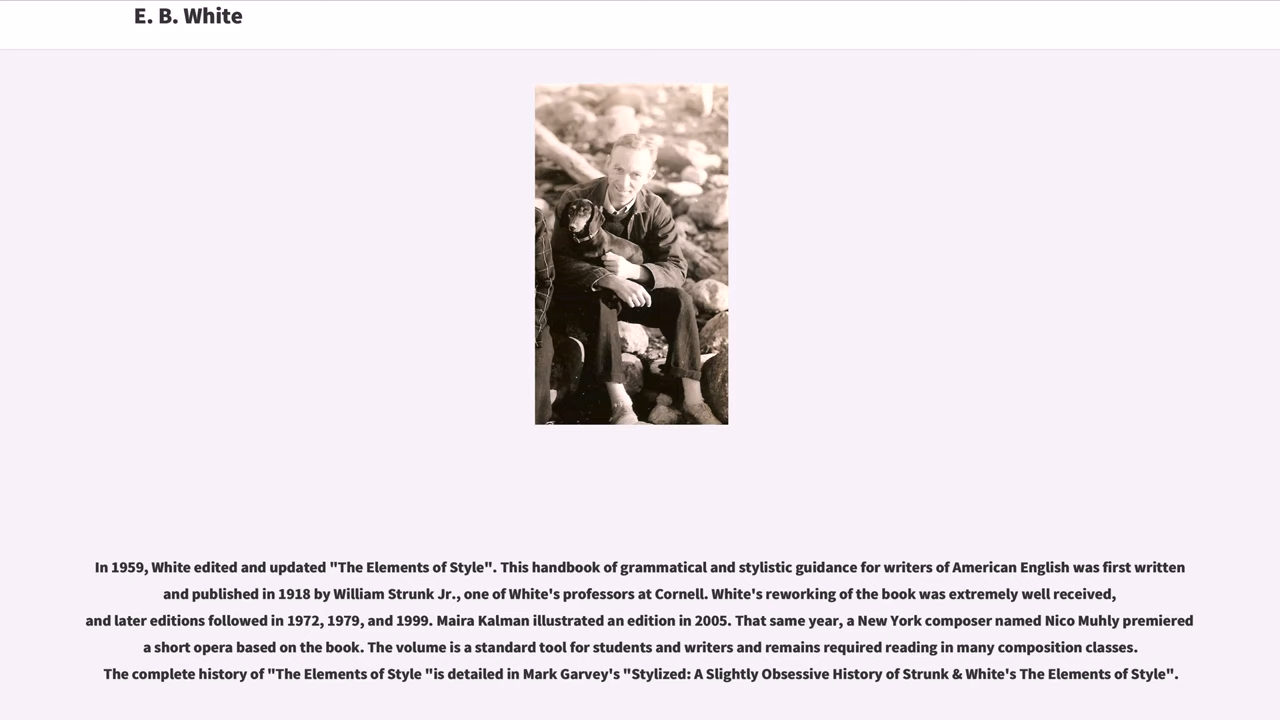 E. B. White
In 1959, White edited and updated "The Elements of Style". This handbook of grammatical and stylistic guidance for writers of American English was first written
and published in 1918 by William Strunk Jr., one of White's professors at Cornell. White's reworking of the book was extremely well received,
and later editions followed in 1972, 1979, and 1999. Maira Kalman illustrated an edition in 2005. That same year, a New York composer named Nico Muhly premiered
a short opera based on the book. The volume is a standard tool for students and writers and remains required reading in many composition classes.
The complete history of "The Elements of Style "is detailed in Mark Garvey's "Stylized: A Slightly Obsessive History of Strunk & White's The Elements of Style".